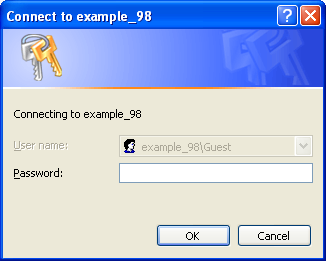 Connect to example_98
Connecting to example_98
User name:
example_98\Guest
Password:
OK
Cancel